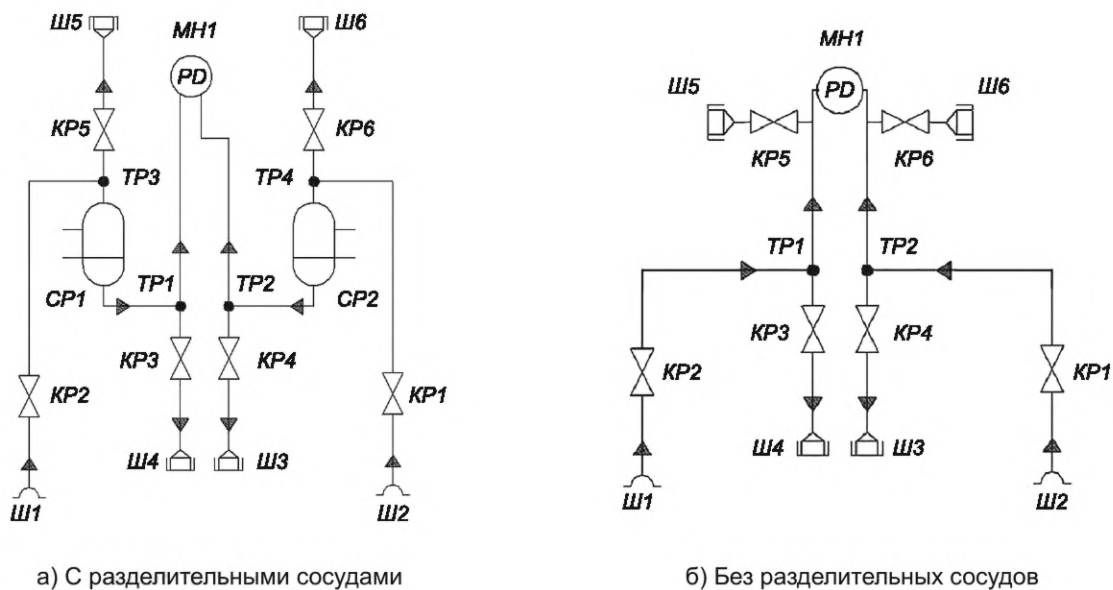 Ш5
МН1
Ш6
PD
КР5
КР6
ТР3
ТР4
СР1
ТР1
ТР2
СР2
КР3
КР4
КР2
КР1
Ш4
Ш3
Ш1
Ш2
а) С разделительными сосудами
МН1
Ш5
PD
Ш6
КР5
КР6
ТР1
ТР2
КР3
КР4
КР2
КР1
Ш4
Ш3
Ш1
Ш2
б) Без разделительных сосудов